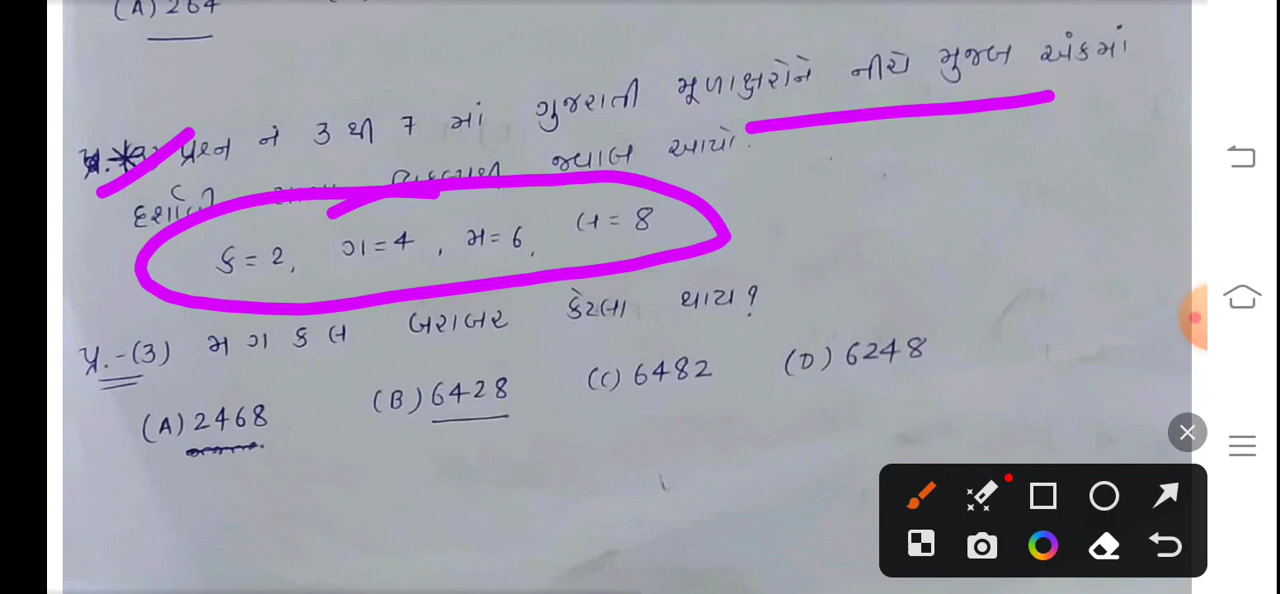 (A) 264
પ્રશ્ન નં 3 થી 7 માં ગુજરાતી મૂળાક્ષરોને નીચે મુજબ અંકમાં
જવાબ આપો.
ક = 2, ગ = 4, મ = 6, લ = 8
પ્ર.-(3) મ ગ ક લ બરાબર કેટલા થાય?
(A) 2468 (B) 6428 (C) 6482 (D) 6248